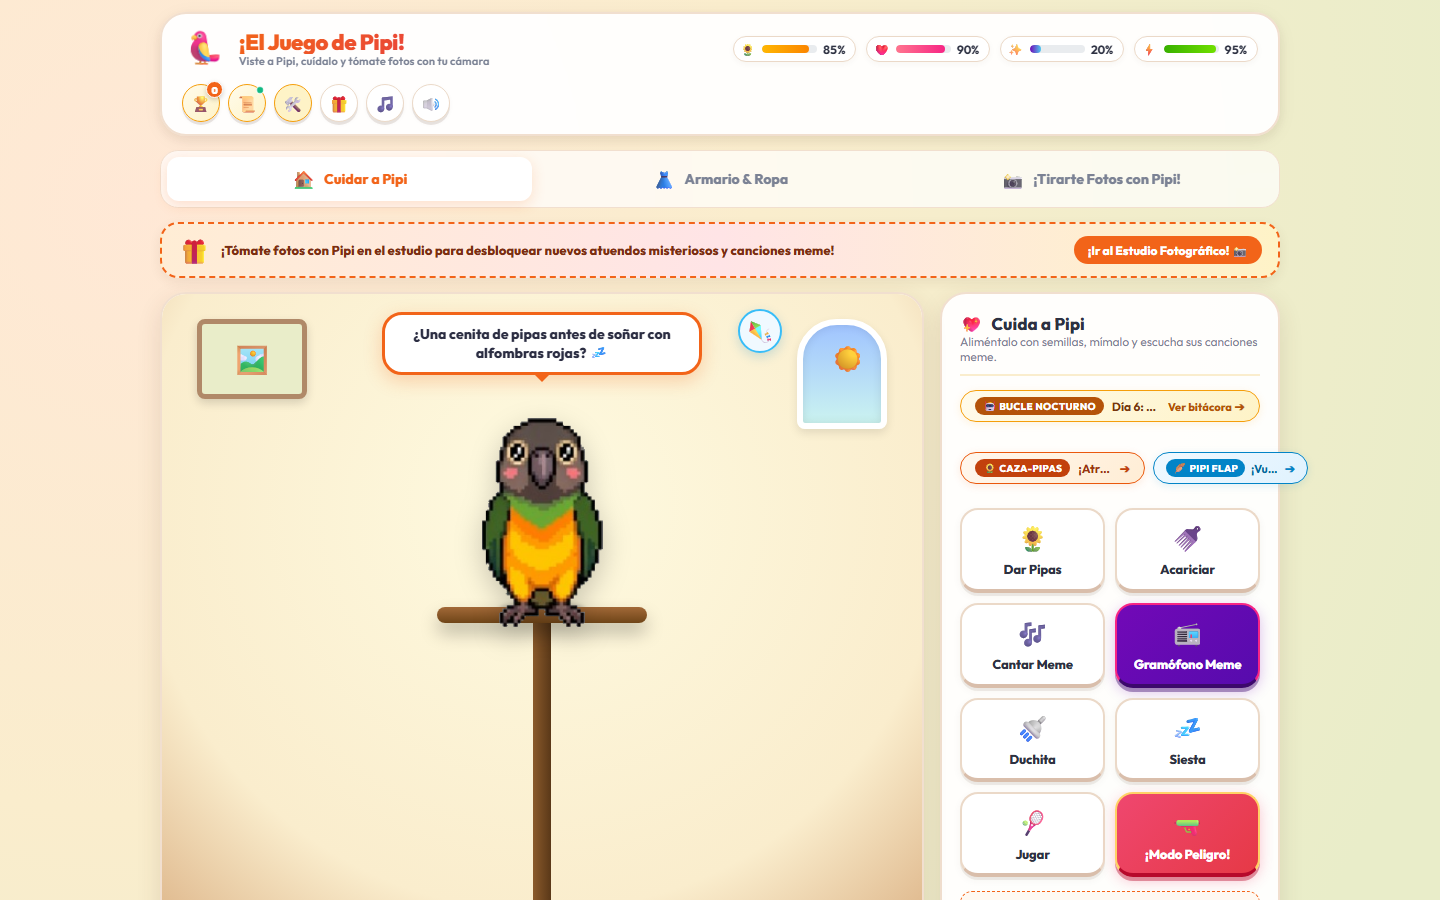 ¡El Juego de Pipi!
Viste a Pipi, cuídalo y tómate fotos con tu cámara
85%
90%
20%
95%
0
Cuidar a Pipi
Armario & Ropa
¡Tirarte Fotos con Pipi!
¡Tómate fotos con Pipi en el estudio para desbloquear nuevos atuendos misteriosos y canciones meme!
¡Ir al Estudio Fotográfico!
¿Una cenita de pipas antes de soñar con
alfombras rojas?
Cuida a Pipi
Aliméntalo con semillas, mímalo y escucha sus canciones
meme.
BUCLE NOCTURNO Día 6: ... Ver bitácora →
CAZA-PIPAS ¡Atr... →
PIPI FLAP ¡Vu... →
Dar Pipas
Acariciar
Cantar Meme
Gramófono Meme
Duchita
Siesta
Jugar
¡Modo Peligro!